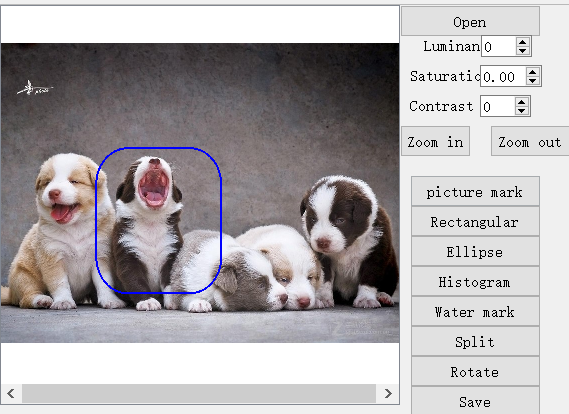 Open
Luminan 0
Saturatic 0.00
Contrast 0
Zoom in Zoom out
picture mark
Rectangular
Ellipse
Histogram
Water mark
Split
Rotate
Save